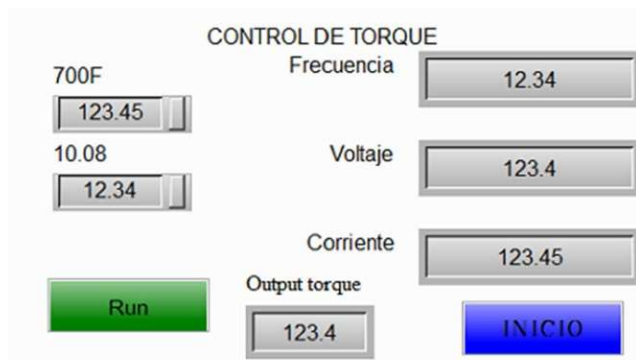 CONTROL DE TORQUE
700F
123.45
10.08
12.34
Frecuencia
12.34
Voltaje
123.4
Corriente
123.45
Run
Output torque
123.4
INICIO